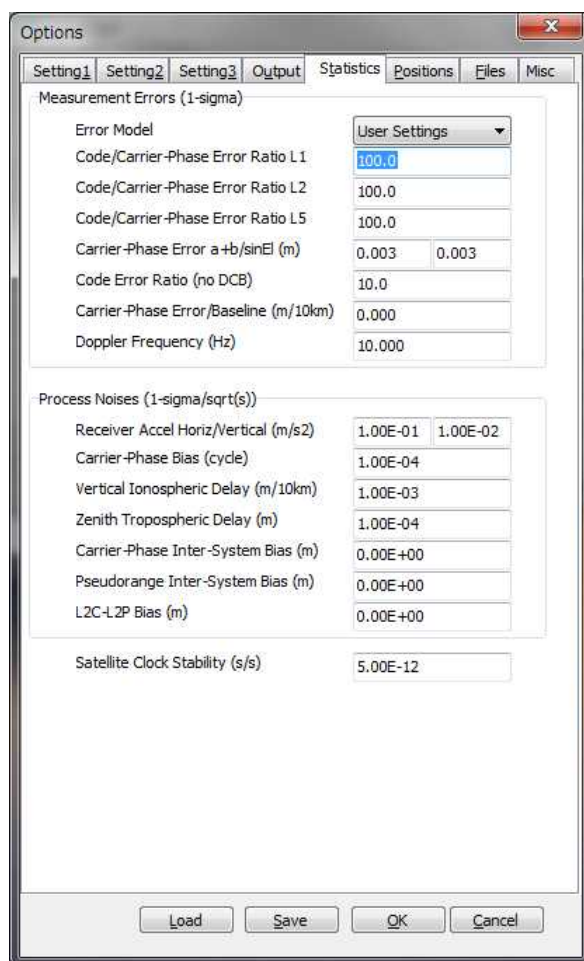 Options
Setting1 Setting2 Setting3 Output Statistics Positions Files Misc
Measurement Errors (1-sigma)
Error Model User Settings
Code/Carrier-Phase Error Ratio L1 100.0
Code/Carrier-Phase Error Ratio L2 100.0
Code/Carrier-Phase Error Ratio L5 100.0
Carrier-Phase Error a+b/sinEl (m) 0.003 0.003
Code Error Ratio (no DCB) 10.0
Carrier-Phase Error/Baseline (m/10km) 0.000
Doppler Frequency (Hz) 10.000
Process Noises (1-sigma/sqrt(s))
Receiver Accel Horiz/Vertical (m/s2) 1.00E-01 1.00E-02
Carrier-Phase Bias (cycle) 1.00E-04
Vertical Ionospheric Delay (m/10km) 1.00E-03
Zenith Tropospheric Delay (m) 1.00E-04
Carrier-Phase Inter-System Bias (m) 0.00E+00
Pseudorange Inter-System Bias (m) 0.00E+00
L2C-L2P Bias (m) 0.00E+00
Satellite Clock Stability (s/s) 5.00E-12
Load Save OK Cancel